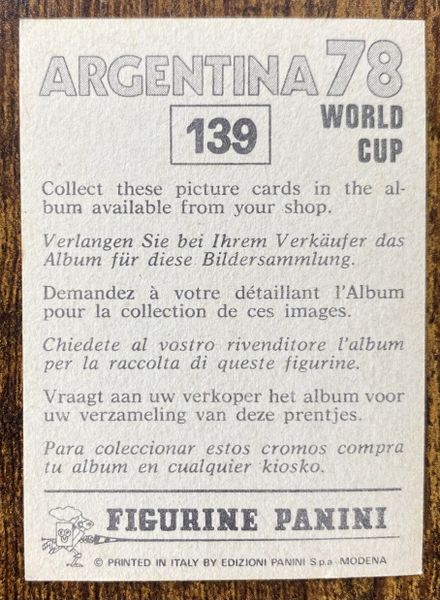 ARGENTINA 78
139
WORLD
CUP
Collect these picture cards in the al-
bum available from your shop.
Verlangen Sie bei Ihrem Verkäufer das
Album für diese Bildersammlung.
Demandez à votre détaillant l'Album
pour la collection de ces images.
Chiedete al vostro rivenditore l'album
per la raccolta di queste figurine.
Vraagt aan uw verkoper het album voor
uw verzameling van deze prentjes.
Para coleccionar estos cromos compra
tu album en cualquier kiosko.
FIGURINE PANINI
© PRINTED IN ITALY BY EDIZIONI PANINI S.p.a - MODENA